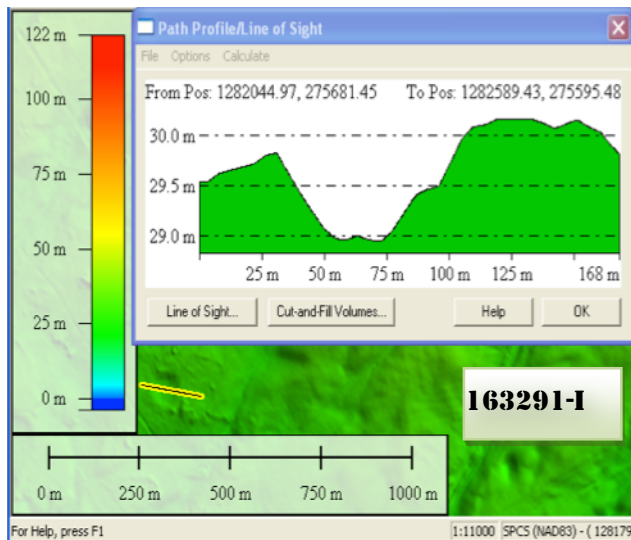 Path Profile/Line of Sight
File Options Calculate
From Pos: 1282044.97, 275681.45 To Pos: 1282589.43, 275595.48
30.0 m
29.5 m
29.0 m
25 m 50 m 75 m 100 m 125 m 168 m
Line of Sight... Cut-and-Fill Volumes... Help OK
122 m
100 m
75 m
50 m
25 m
0 m
163291-I
0 m 250 m 500 m 750 m 1000 m
For Help, press F1 1:11000 SPCS (NAD83) - ( 128179